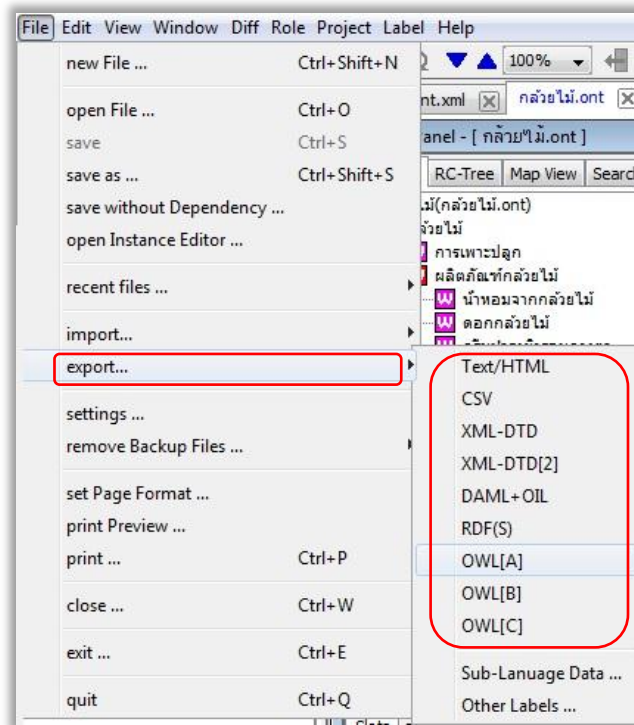 File Edit View Window Diff Role Project Label Help
new File ... Ctrl+Shift+N
100%
open File ... Ctrl+O
nt.xml กล้วยไม้.ont
save Ctrl+S
anel - [ กล้วยไม้.ont ]
save as ... Ctrl+Shift+S
RC-Tree Map View Search
save without Dependency ...
ม้(กล้วยไม้.ont)
open Instance Editor ...
ล้วยไม้
การเพาะปลูก
recent files ...
ผลิตภัณฑ์กล้วยไม้
น้ำหอมจากกล้วยไม้
import...
ดอกกล้วยไม้
export...
Text/HTML
CSV
settings ...
XML-DTD
remove Backup Files ...
XML-DTD[2]
set Page Format ...
DAML+OIL
print Preview ...
RDF(S)
print ... Ctrl+P
OWL[A]
close ... Ctrl+W
OWL[B]
OWL[C]
exit ... Ctrl+E
Sub-Lanuage Data ...
quit Ctrl+Q
Other Labels ...